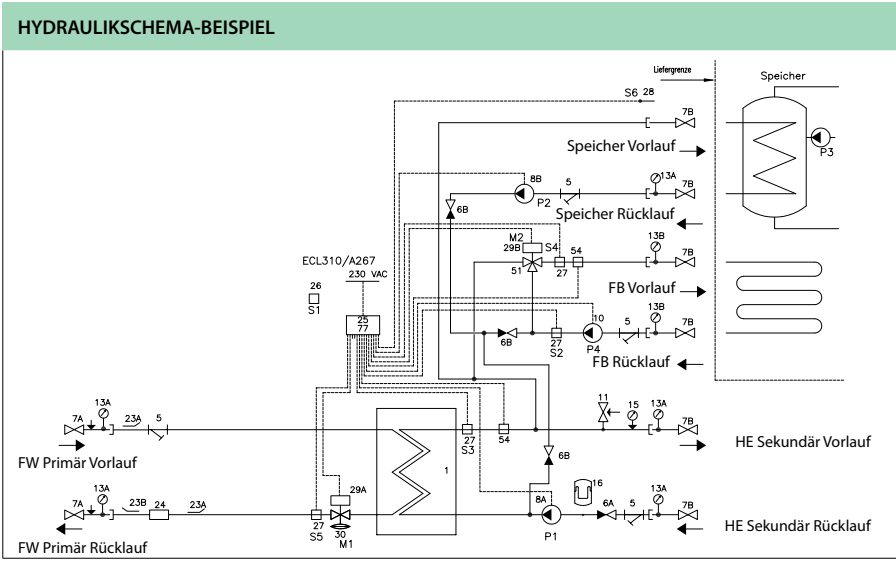 HYDRAULIKSCHEMA-BEISPIEL
Liefergrenze
Speicher
S6 28
7B
Speicher Vorlauf
P3
8B
5
13A
7B
P2
6B
Speicher Rücklauf
M2
29B
S4
54
13B
7B
ECL310/A267
230 VAC
51
27
26
S1
FB Vorlauf
25
77
10
13B
7B
6B
27
S2
5
P4
FB Rücklauf
7A
13A
23A
5
11
15
13A
7B
27
S3
54
HE Sekundär Vorlauf
FW Primär Vorlauf
6B
1
7A
13A
23B
24
23A
29A
16
8A
6A
5
13A
7B
27
S5
30
M1
P1
HE Sekundär Rücklauf
FW Primär Rücklauf